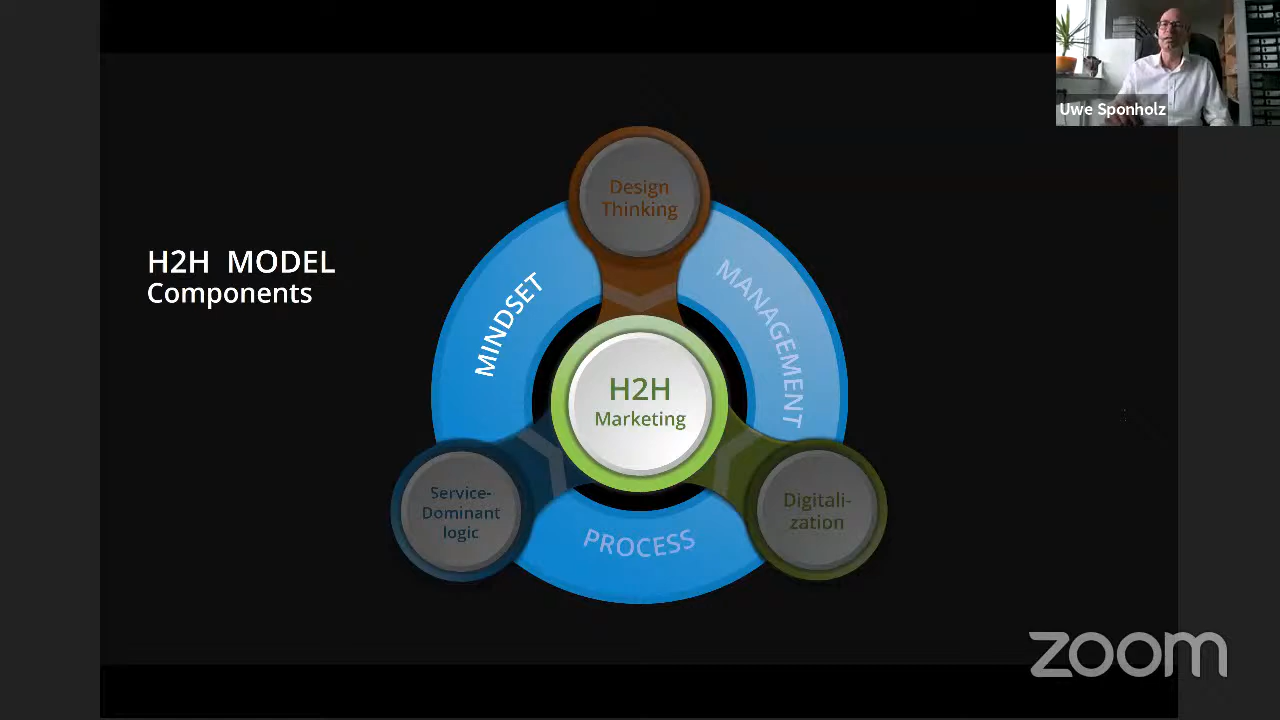 Uwe Sponholz
Design
Thinking
H2H MODEL
Components
MINDSET
MANAGEMENT
H2H
Marketing
Service-
Dominant
logic
Digitali-
zation
PROCESS
zoom